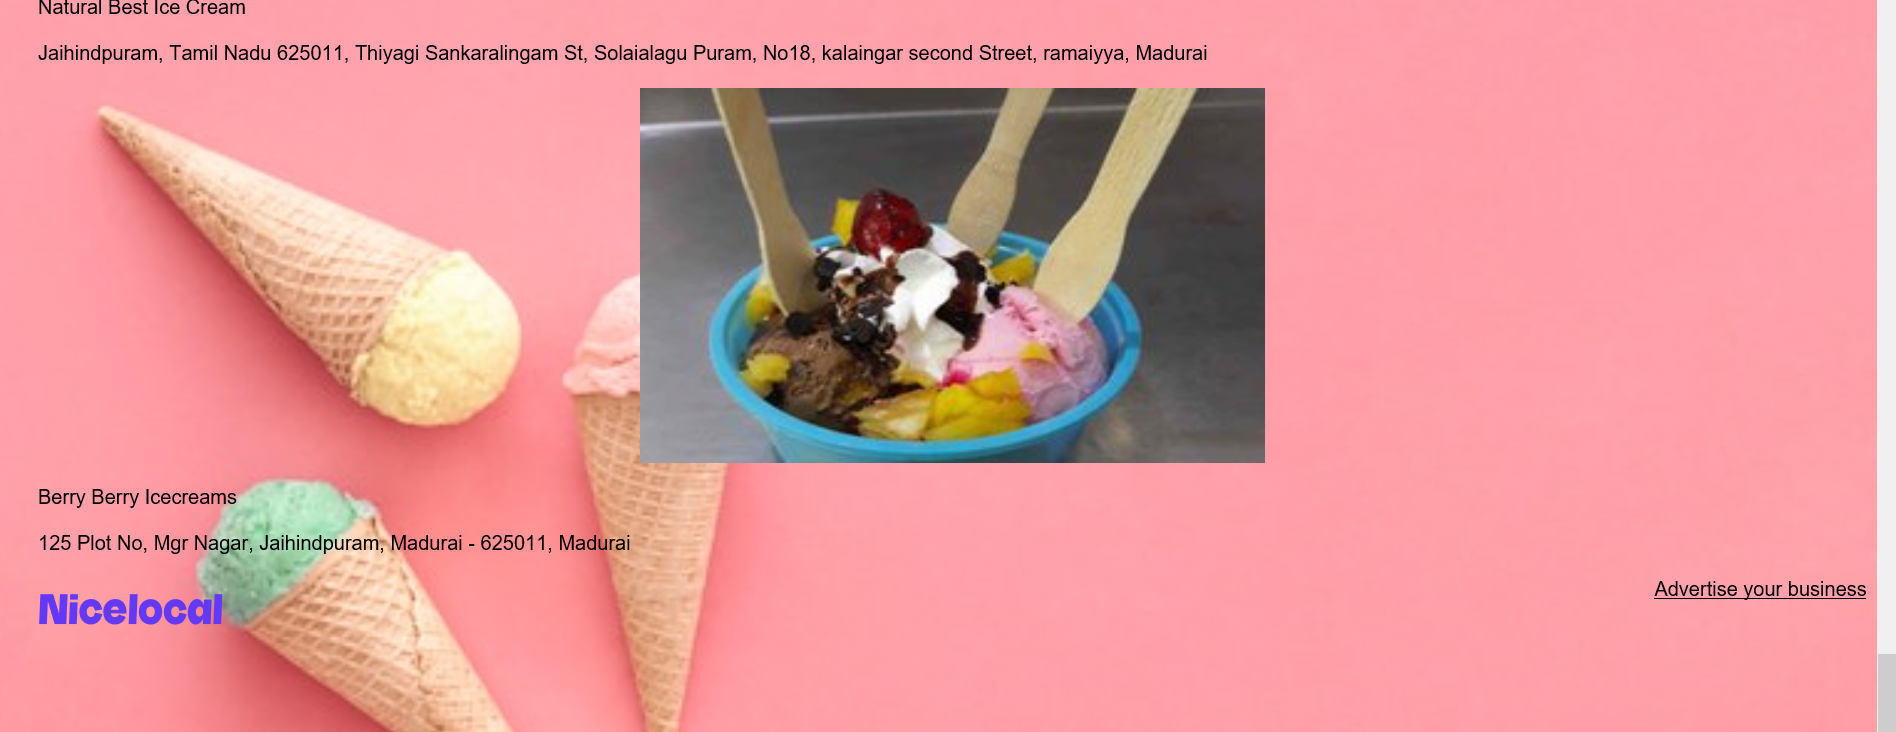 Natural Best Ice Cream
Jaihindpuram, Tamil Nadu 625011, Thiyagi Sankaralingam St, Solaialagu Puram, No18, kalaingar second Street, ramaiyya, Madurai
Berry Berry Icecreams
125 Plot No, Mgr Nagar, Jaihindpuram, Madurai - 625011, Madurai
Advertise your business
Nicelocal